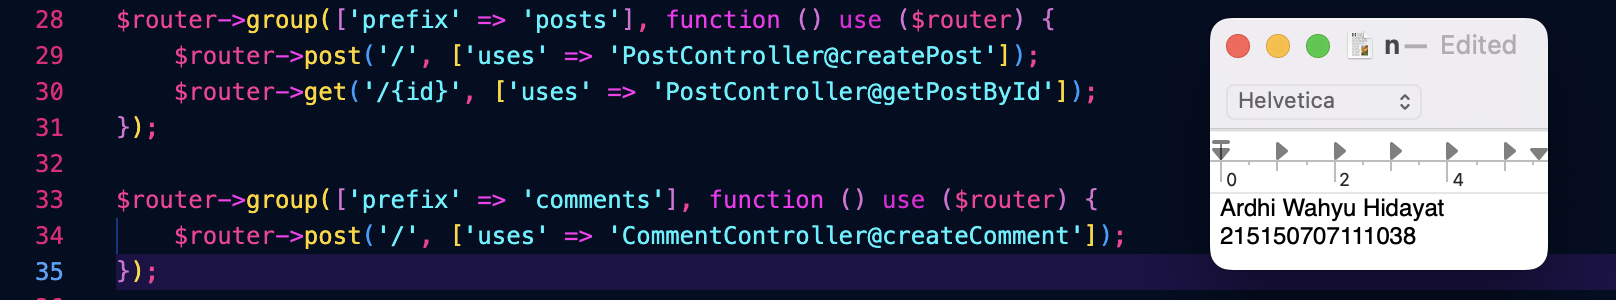 28 $router->group(['prefix' => 'posts'], function () use ($router) {
29 $router->post('/', ['uses' => 'PostController@createPost']);
30 $router->get('/{id}', ['uses' => 'PostController@getPostById']);
31 });
32
33 $router->group(['prefix' => 'comments'], function () use ($router) {
34 $router->post('/', ['uses' => 'CommentController@createComment']);
35 });
n — Edited
Helvetica
0 2 4
Ardhi Wahyu Hidayat
215150707111038